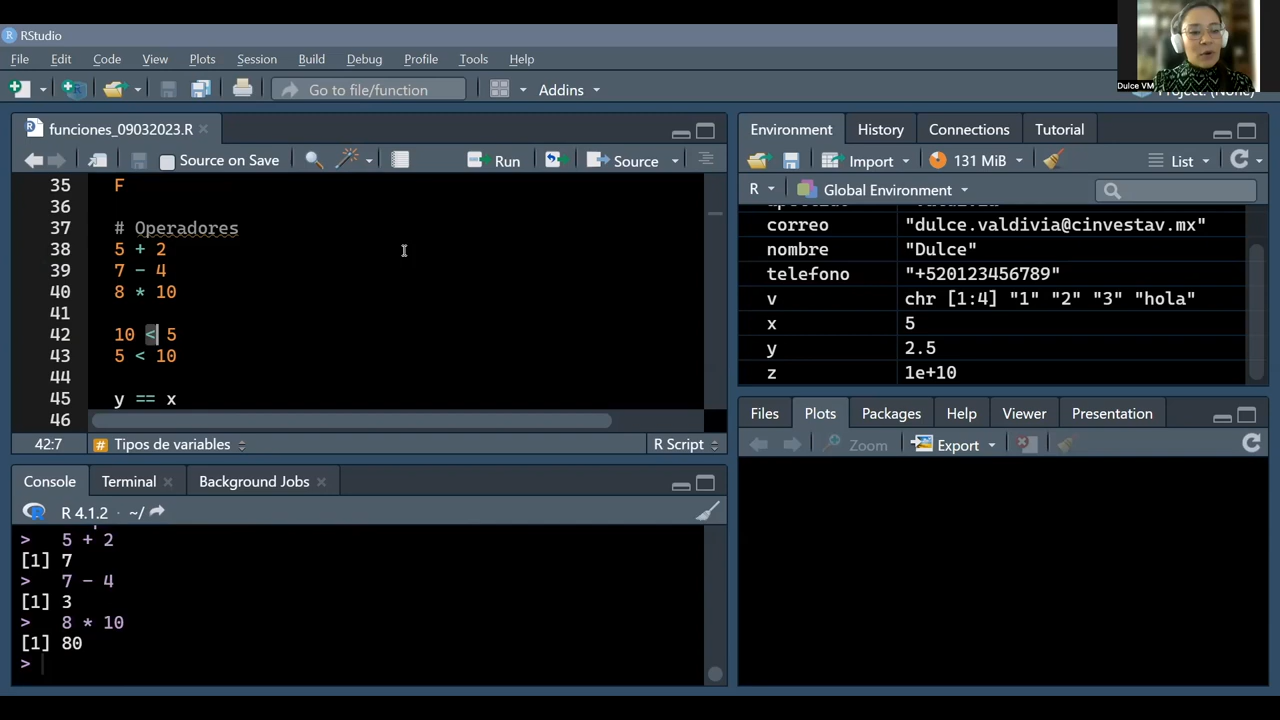 RStudio
Dulce VM
File Edit Code View Plots Session Build Debug Profile Tools Help
Go to file/function Addins
funciones_09032023.R
Source on Save Run Source
35 F
36
37 # Operadores
38 5 + 2
39 7 - 4
40 8 * 10
41
42 10 < 5
43 5 < 10
44
45 y == x
46
42:7 # Tipos de variables R Script
Console Terminal Background Jobs
R 4.1.2 · ~/
> 5 + 2
[1] 7
> 7 - 4
[1] 3
> 8 * 10
[1] 80
>
Environment History Connections Tutorial
Import 131 MiB List
R Global Environment
correo "dulce.valdivia@cinvestav.mx"
nombre "Dulce"
telefono "+520123456789"
v chr [1:4] "1" "2" "3" "hola"
x 5
y 2.5
z 1e+10
Files Plots Packages Help Viewer Presentation
Zoom Export